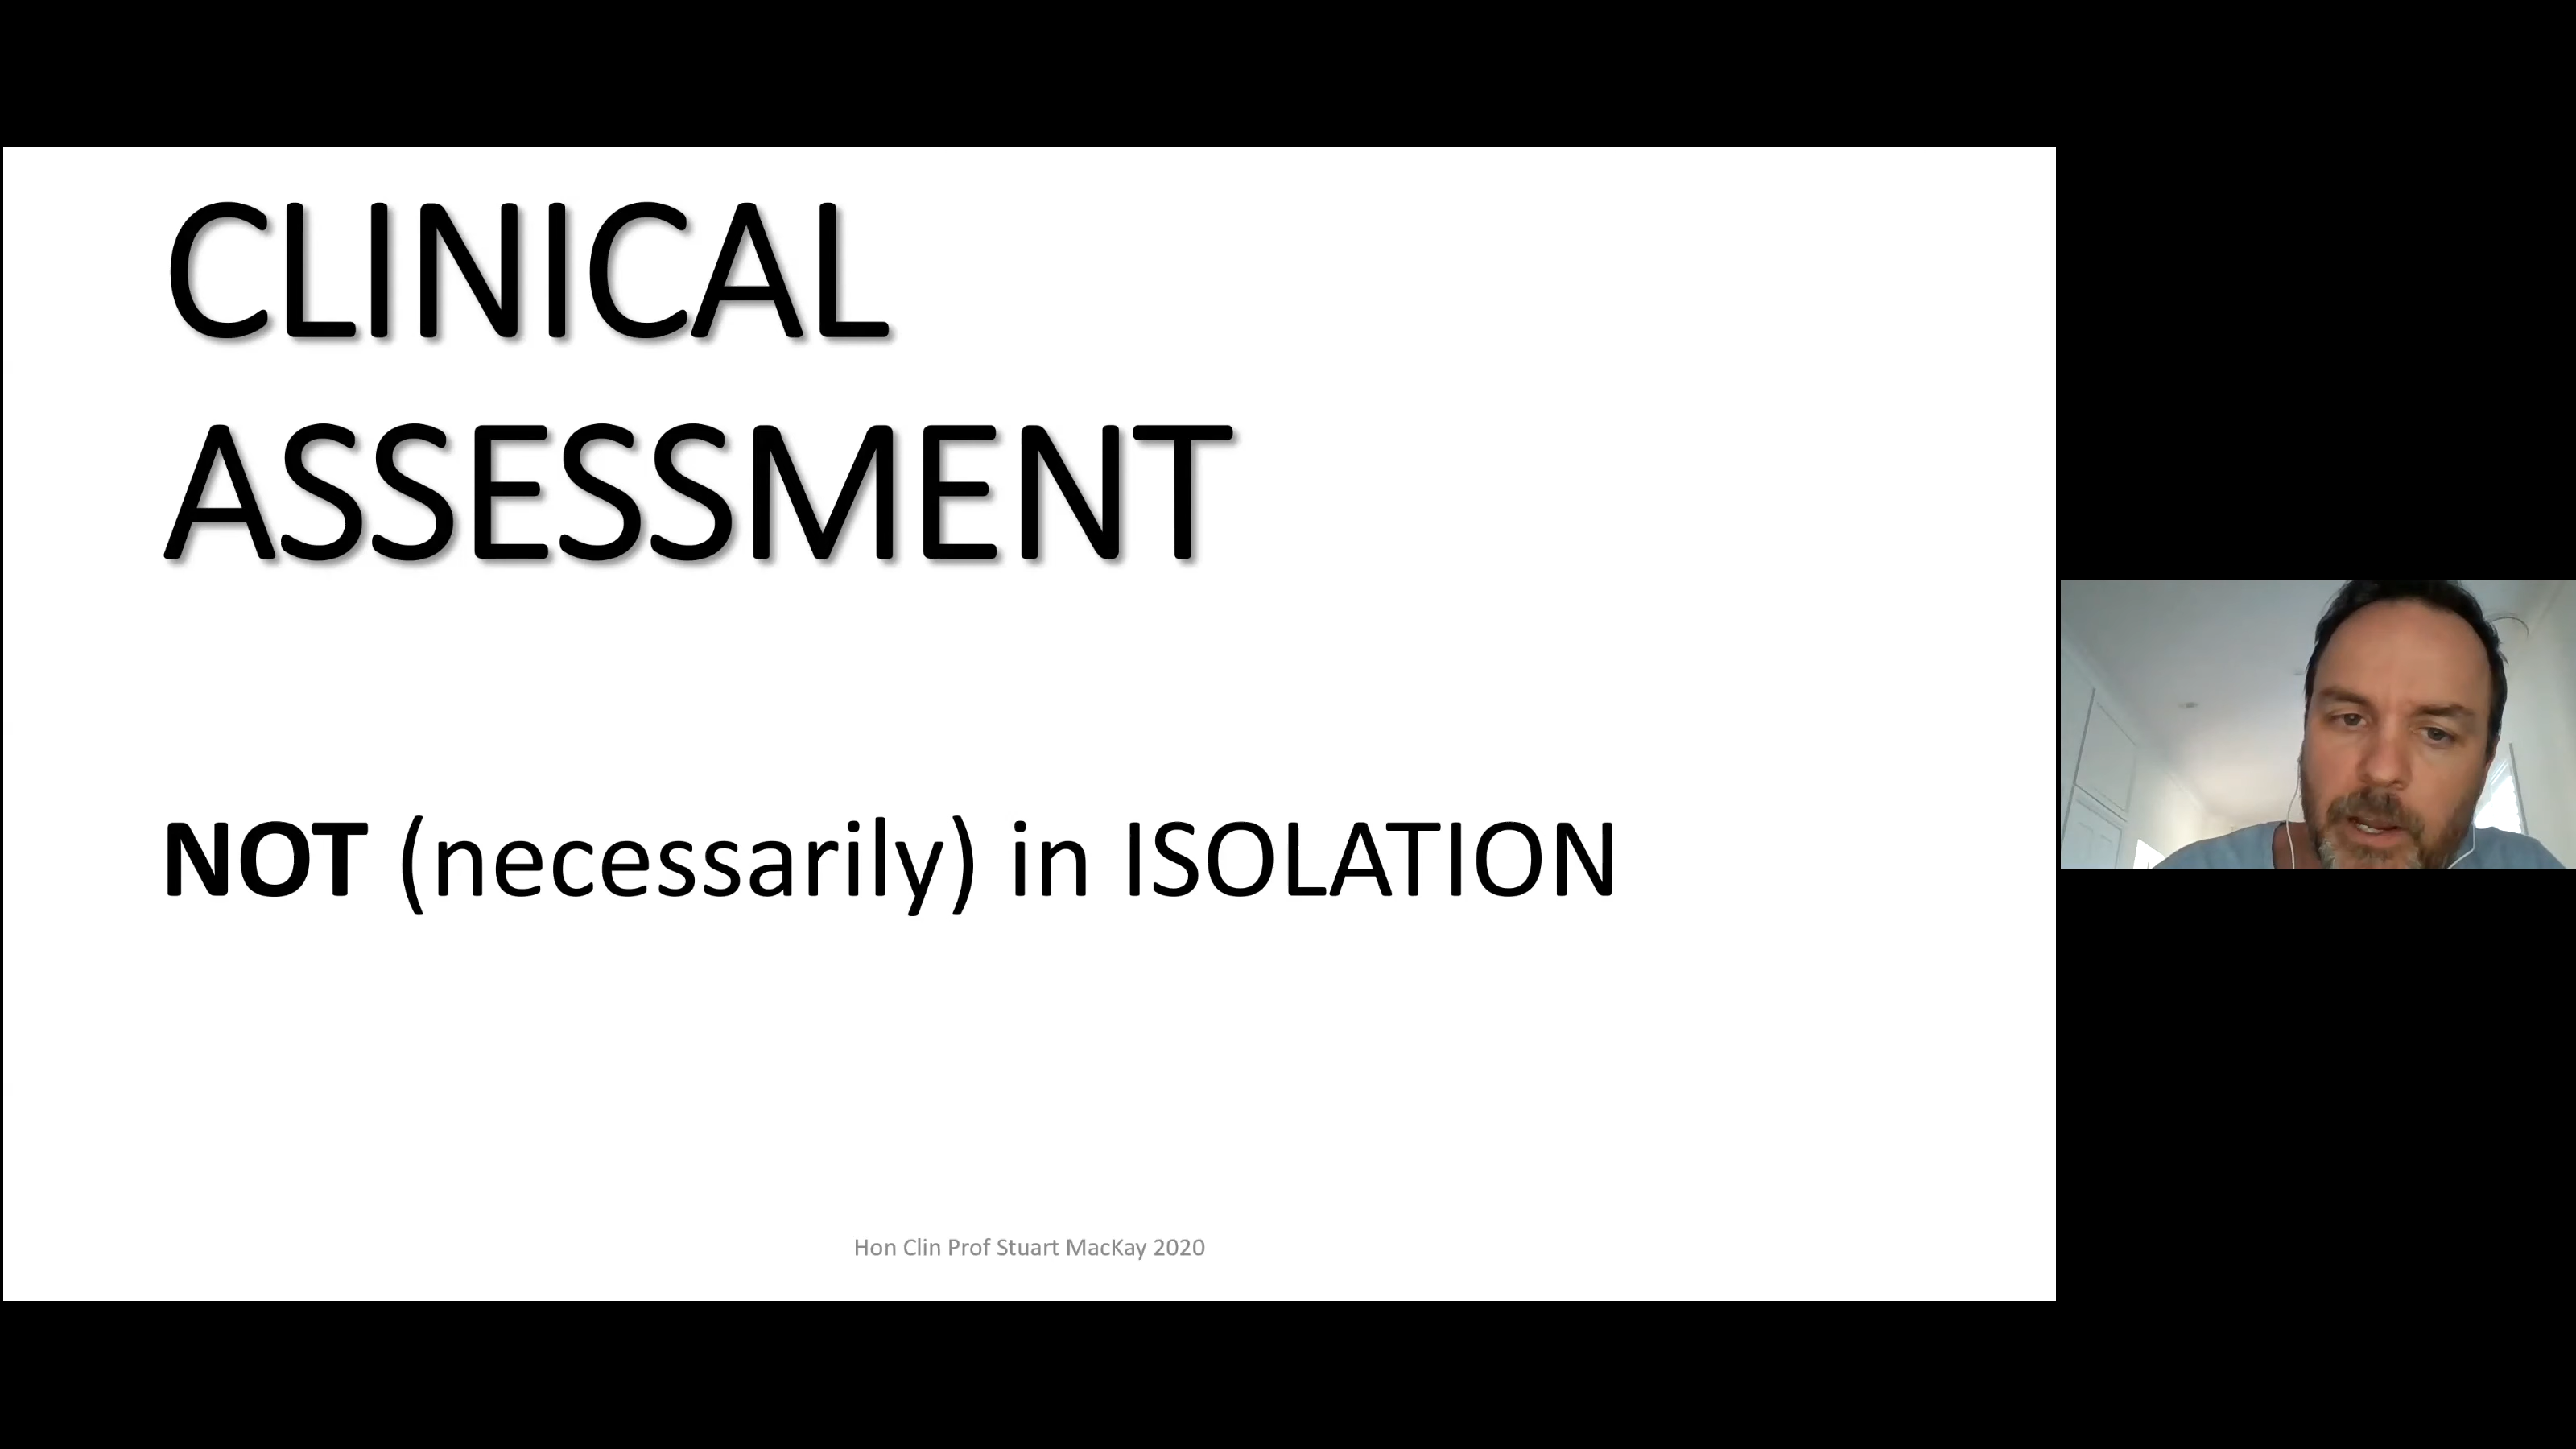 CLINICAL
ASSESSMENT
NOT (necessarily) in ISOLATION
Hon Clin Prof Stuart MacKay 2020